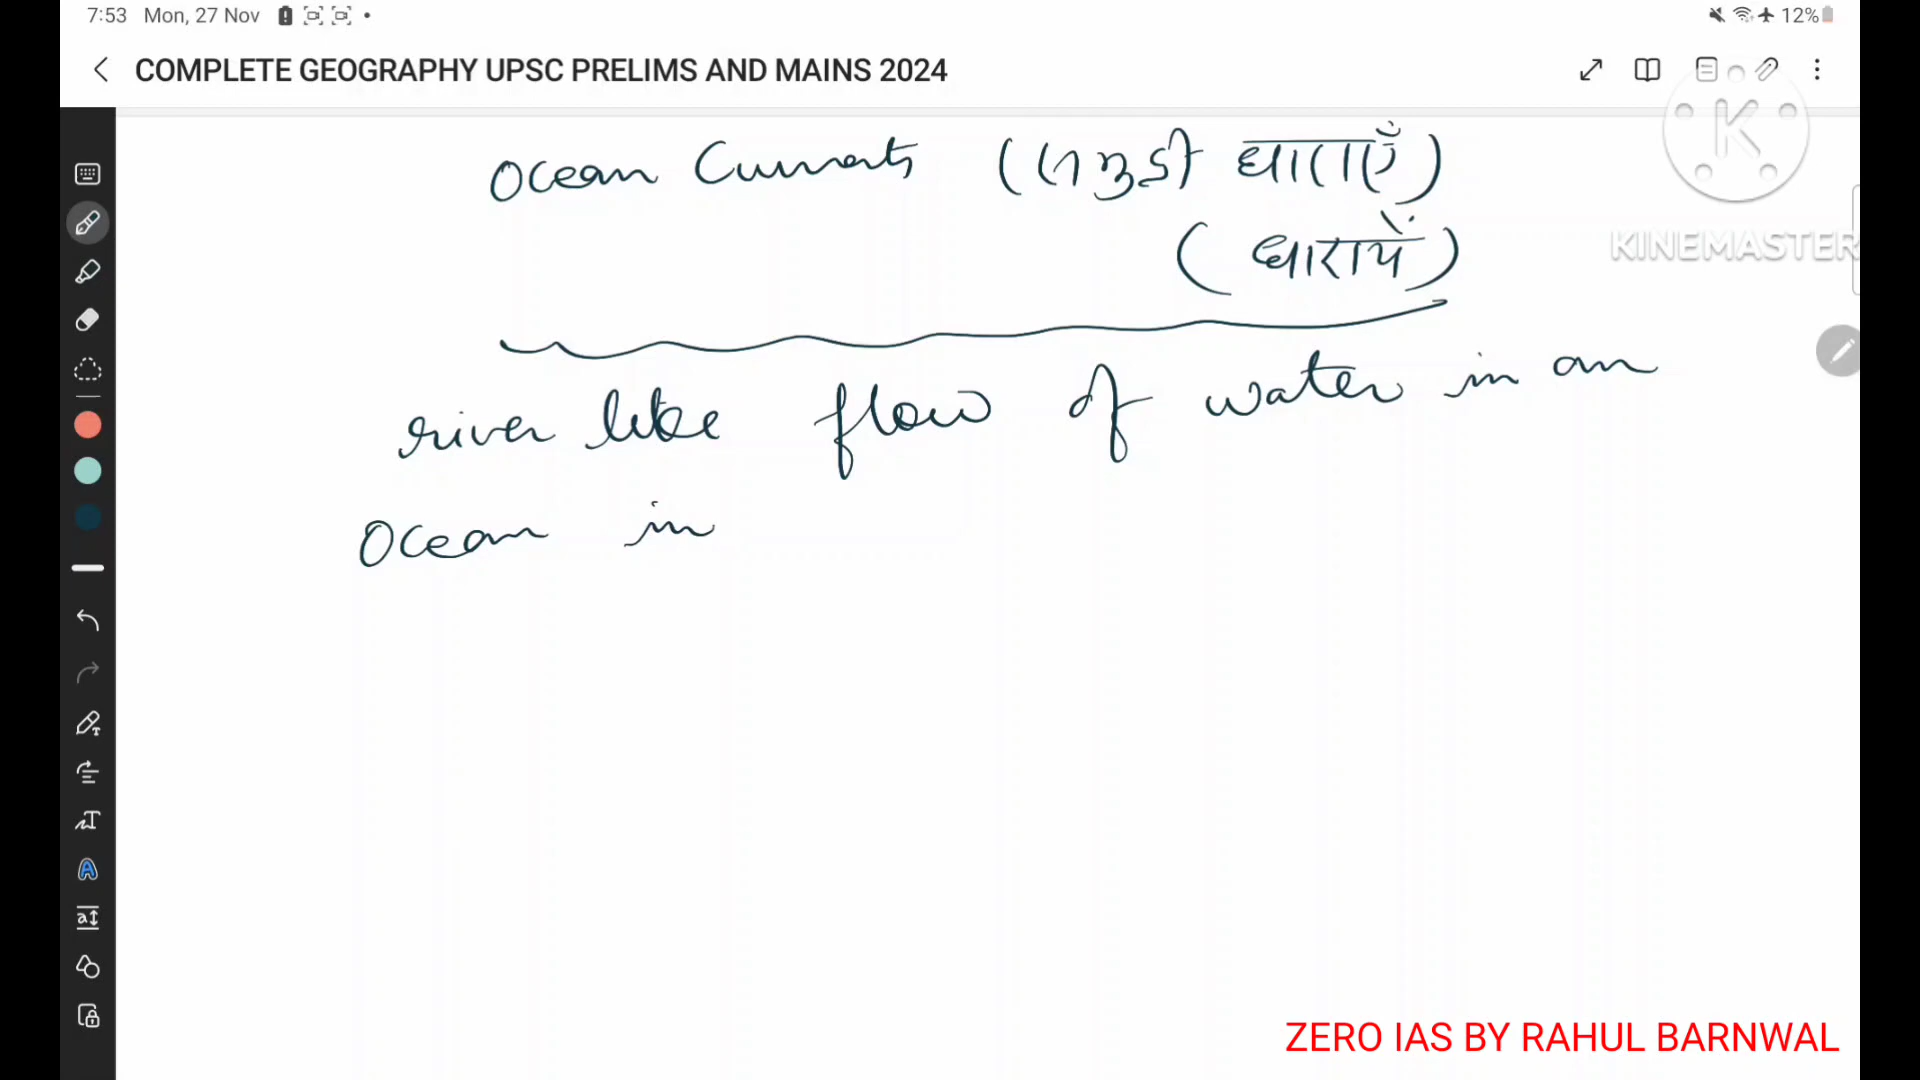 7:53 Mon, 27 Nov 12%
COMPLETE GEOGRAPHY UPSC PRELIMS AND MAINS 2024
KINEMASTER
Ocean Currents ( धाराएँ )
( धारायें )
river like flow of water in an
Ocean in
ZERO IAS BY RAHUL BARNWAL